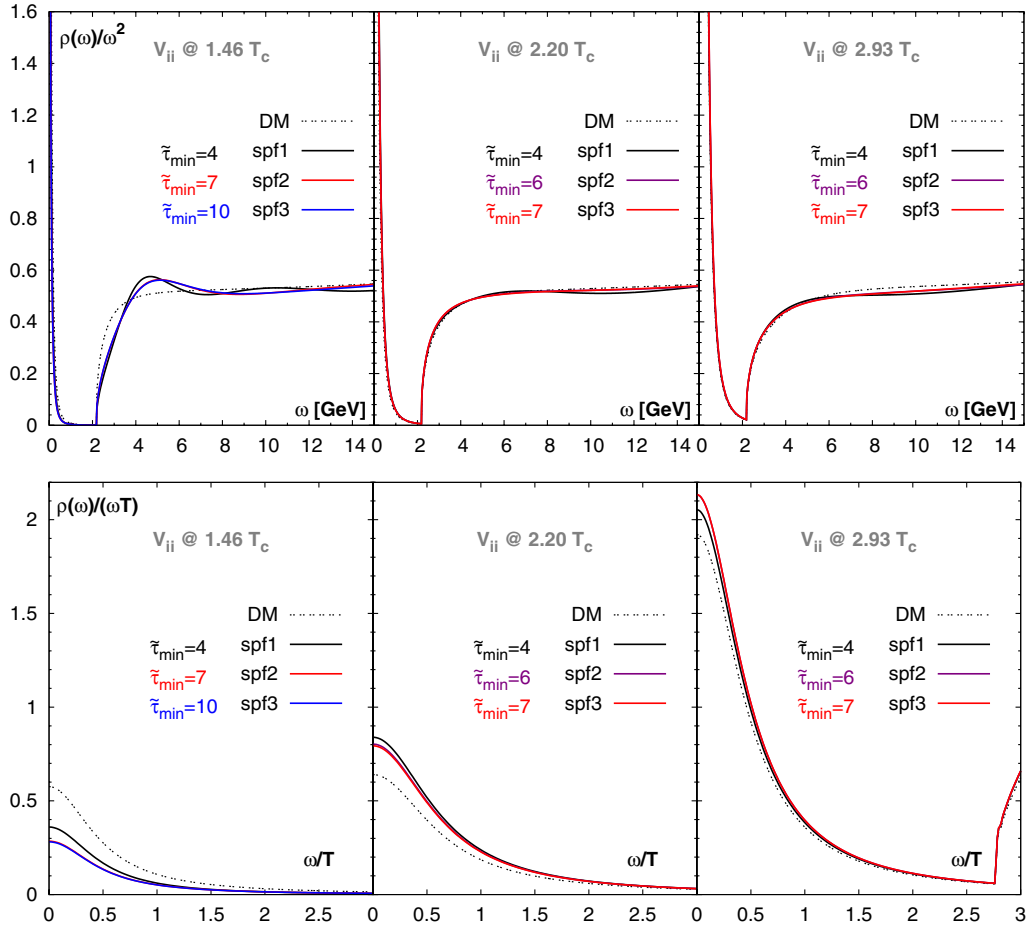 ρ(ω)/ω²
V_ii @ 1.46 T_c
DM
τ̃_min=4 spf1
τ̃_min=7 spf2
τ̃_min=10 spf3
ω [GeV]
V_ii @ 2.20 T_c
DM
τ̃_min=4 spf1
τ̃_min=6 spf2
τ̃_min=7 spf3
ω [GeV]
V_ii @ 2.93 T_c
DM
τ̃_min=4 spf1
τ̃_min=6 spf2
τ̃_min=7 spf3
ω [GeV]
1.6
1.4
1.2
1
0.8
0.6
0.4
0.2
0
0 2 4 6 8 10 12 14
0 2 4 6 8 10 12 14
0 2 4 6 8 10 12 14
ρ(ω)/(ωT)
V_ii @ 1.46 T_c
DM
τ̃_min=4 spf1
τ̃_min=7 spf2
τ̃_min=10 spf3
ω/T
V_ii @ 2.20 T_c
DM
τ̃_min=4 spf1
τ̃_min=6 spf2
τ̃_min=7 spf3
ω/T
V_ii @ 2.93 T_c
DM
τ̃_min=4 spf1
τ̃_min=6 spf2
τ̃_min=7 spf3
ω/T
2
1.5
1
0.5
0
0 0.5 1 1.5 2 2.5
0 0.5 1 1.5 2 2.5
0 0.5 1 1.5 2 2.5 3